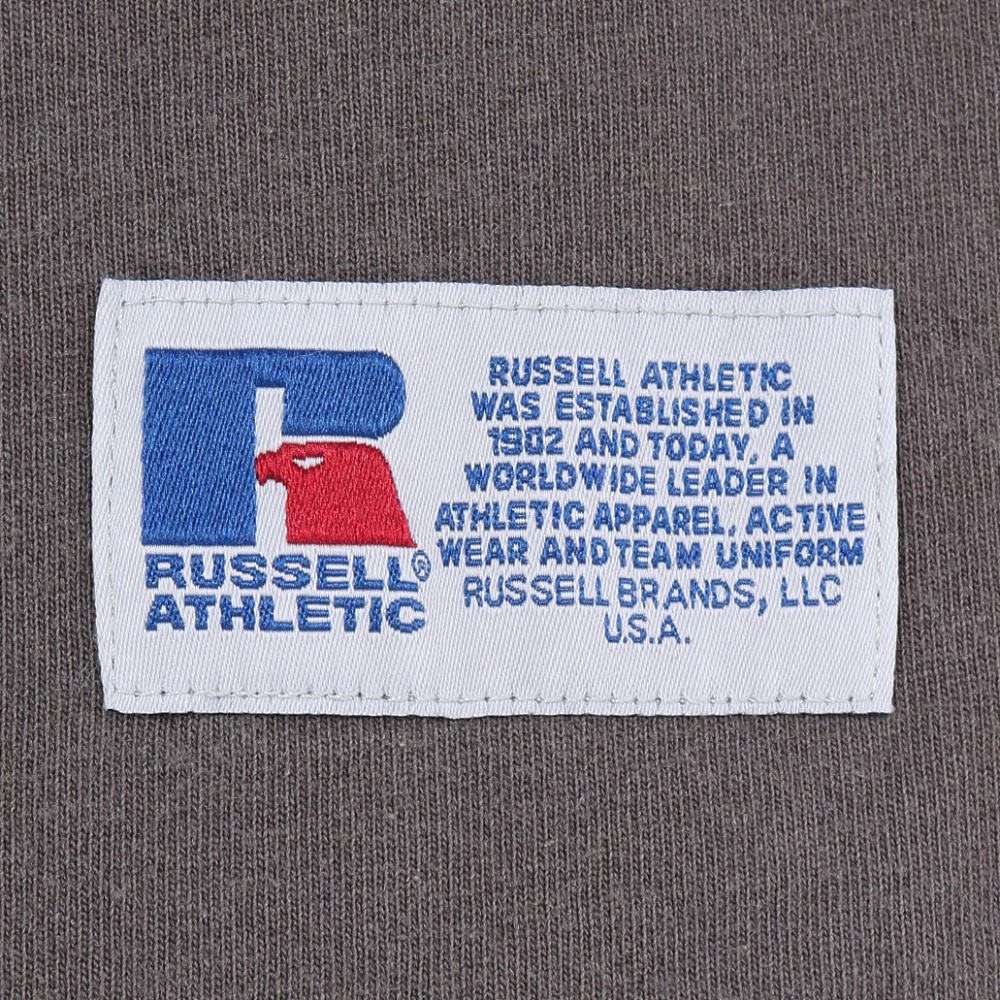 RUSSELL®
ATHLETIC
RUSSELL ATHLETIC
WAS ESTABLISHED IN
1902 AND TODAY, A
WORLDWIDE LEADER IN
ATHLETIC APPAREL, ACTIVE
WEAR AND TEAM UNIFORM
RUSSELL BRANDS, LLC
U.S.A.